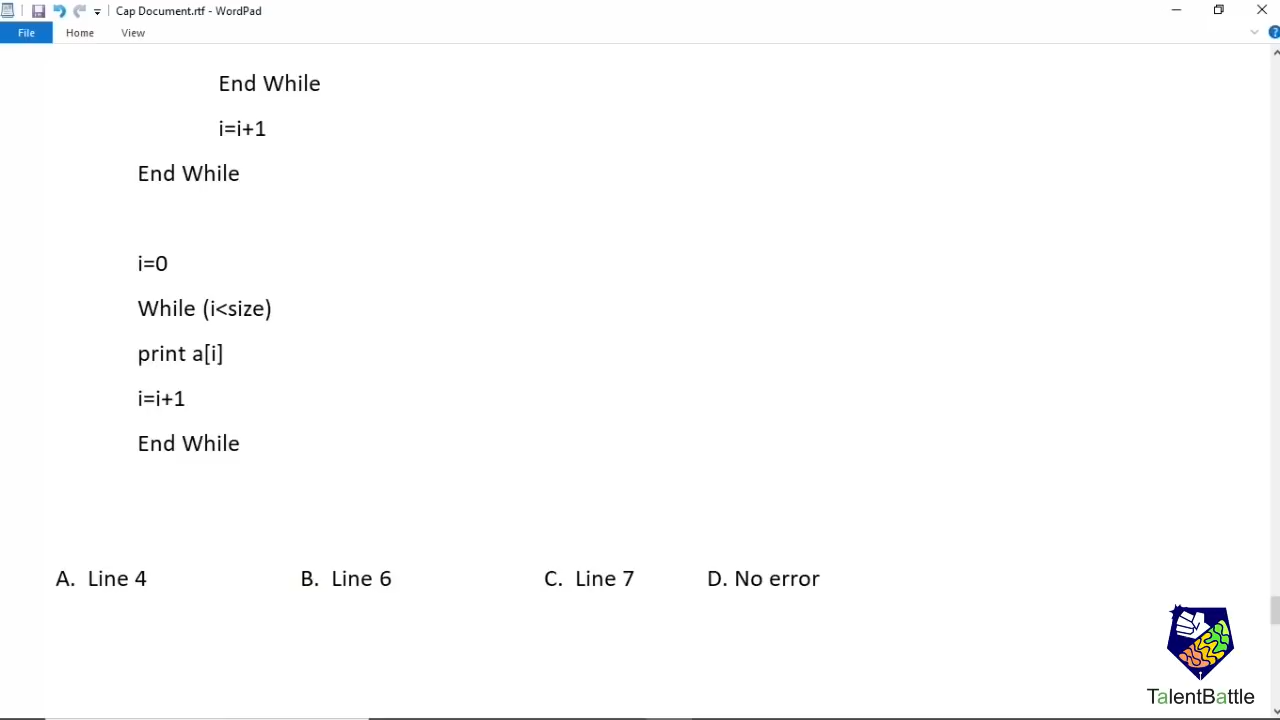 Cap Document.rtf - WordPad
File Home View
End While
i=i+1
End While
i=0
While (i<size)
print a[i]
i=i+1
End While
A. Line 4 B. Line 6 C. Line 7 D. No error
TalentBattle